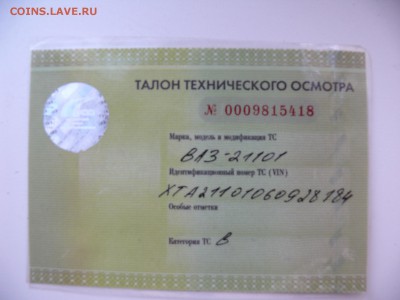 COINS.LAVE.RU
ТАЛОН ТЕХНИЧЕСКОГО ОСМОТРА
№ 0009815418
Марка, модель и модификация ТС
ВАЗ-21101
Идентификационный номер ТС (VIN)
XTA21101060928184
Особые отметки
Категория ТС В